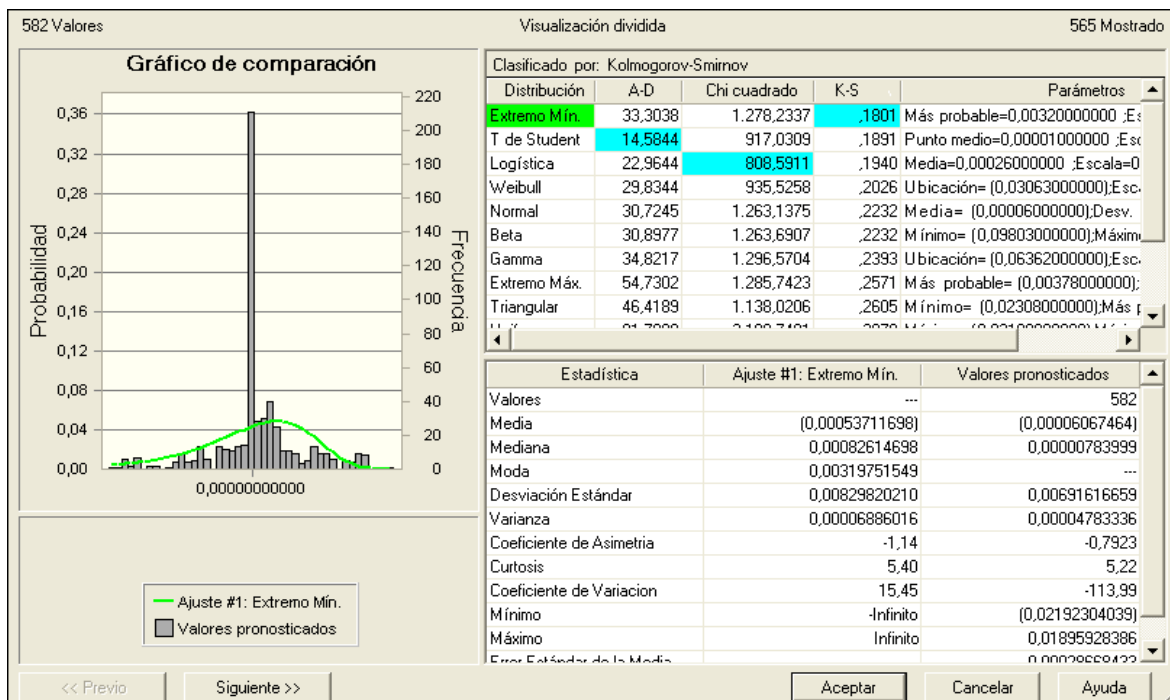 582 Valores Visualización dividida 565 Mostrado
Gráfico de comparación
Probabilidad
0,36
0,32
0,28
0,24
0,20
0,16
0,12
0,08
0,04
0,00
220
200
180
160
140
120
100
80
60
40
20
0
Frecuencia
0,00000000000
Ajuste #1: Extremo Mín.
Valores pronosticados
Clasificado por: Kolmogorov-Smirnov
Distribución A-D Chi cuadrado K-S Parámetros
Extremo Mín. 33,3038 1.278,2337 ,1801 Más probable=0,00320000000 ;Es
T de Student 14,5844 917,0309 ,1891 Punto medio=0,00001000000 ;Esc
Logística 22,9644 808,5911 ,1940 Media=0,00026000000 ;Escala=0
Weibull 29,8344 935,5258 ,2026 Ubicación= (0,03063000000);Esc
Normal 30,7245 1.263,1375 ,2232 Media= (0,00006000000);Desv.
Beta 30,8977 1.263,6907 ,2232 Mínimo= (0,09803000000);Máxim
Gamma 34,8217 1.296,5704 ,2393 Ubicación= (0,06362000000);Esc
Extremo Máx. 54,7302 1.285,7423 ,2571 Más probable= (0,00378000000);
Triangular 46,4189 1.138,0206 ,2605 Mínimo= (0,02308000000);Más p
Estadística Ajuste #1: Extremo Mín. Valores pronosticados
Valores --- 582
Media (0,00053711698) (0,00006067464)
Mediana 0,00082614698 0,00000783999
Moda 0,00319751549 ---
Desviación Estándar 0,00829820210 0,00691616659
Varianza 0,00006886016 0,00004783336
Coeficiente de Asimetria -1,14 -0,7923
Curtosis 5,40 5,22
Coeficiente de Variacion 15,45 -113,99
Mínimo -Infinito (0,02192304039)
Máximo Infinito 0,01895928386
Error Estándar de la Media 0,00028668433
<< Previo Siguiente >> Aceptar Cancelar Ayuda